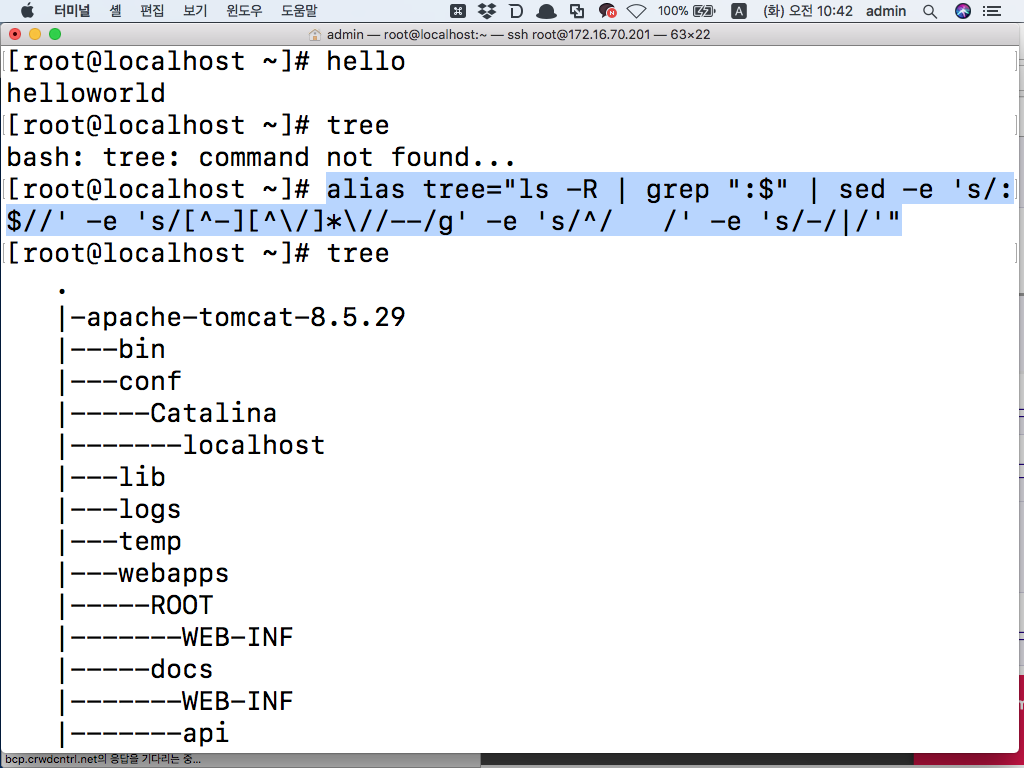 터미널 셸 편집 보기 윈도우 도움말 100% A (화) 오전 10:42 admin
admin — root@localhost:~ — ssh root@172.16.70.201 — 63×22
[root@localhost ~]# hello
helloworld
[root@localhost ~]# tree
bash: tree: command not found...
[root@localhost ~]# alias tree="ls -R | grep ":$" | sed -e 's/:
$//' -e 's/[^-][^\/]*\//--/g' -e 's/^/   /' -e 's/-/|/'"
[root@localhost ~]# tree
   .
   |-apache-tomcat-8.5.29
   |---bin
   |---conf
   |-----Catalina
   |-------localhost
   |---lib
   |---logs
   |---temp
   |---webapps
   |-----ROOT
   |-------WEB-INF
   |-----docs
   |-------WEB-INF
   |-------api
bcp.crwdcntrl.net의 응답을 기다리는 중...